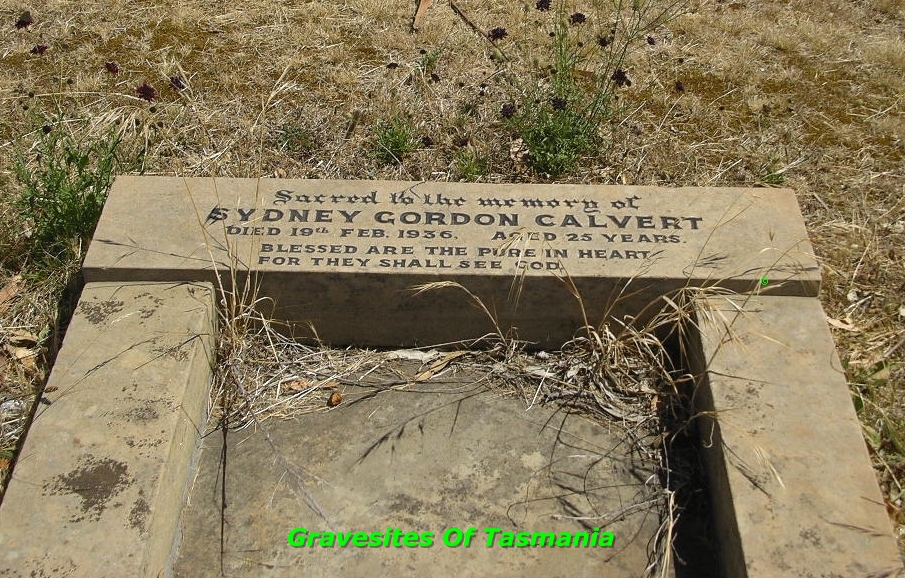 Sacred to the memory of
SYDNEY GORDON CALVERT
DIED 19th FEB. 1936. AGED 25 YEARS.
BLESSED ARE THE PURE IN HEART
FOR THEY SHALL SEE GOD.
Gravesites Of Tasmania